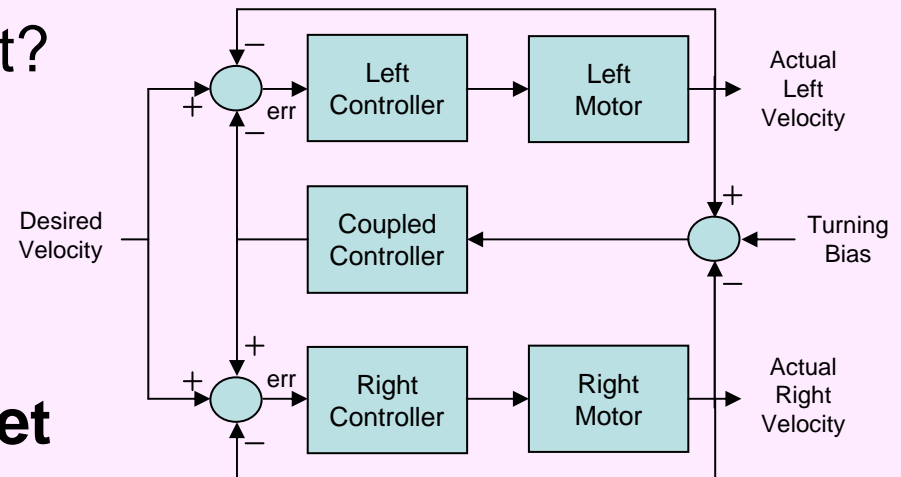 t?
−
+
err
−
Left
Controller
Left
Motor
Actual
Left
Velocity
Desired
Velocity
Coupled
Controller
+
−
Turning
Bias
+
+
err
−
Right
Controller
Right
Motor
Actual
Right
Velocity
et